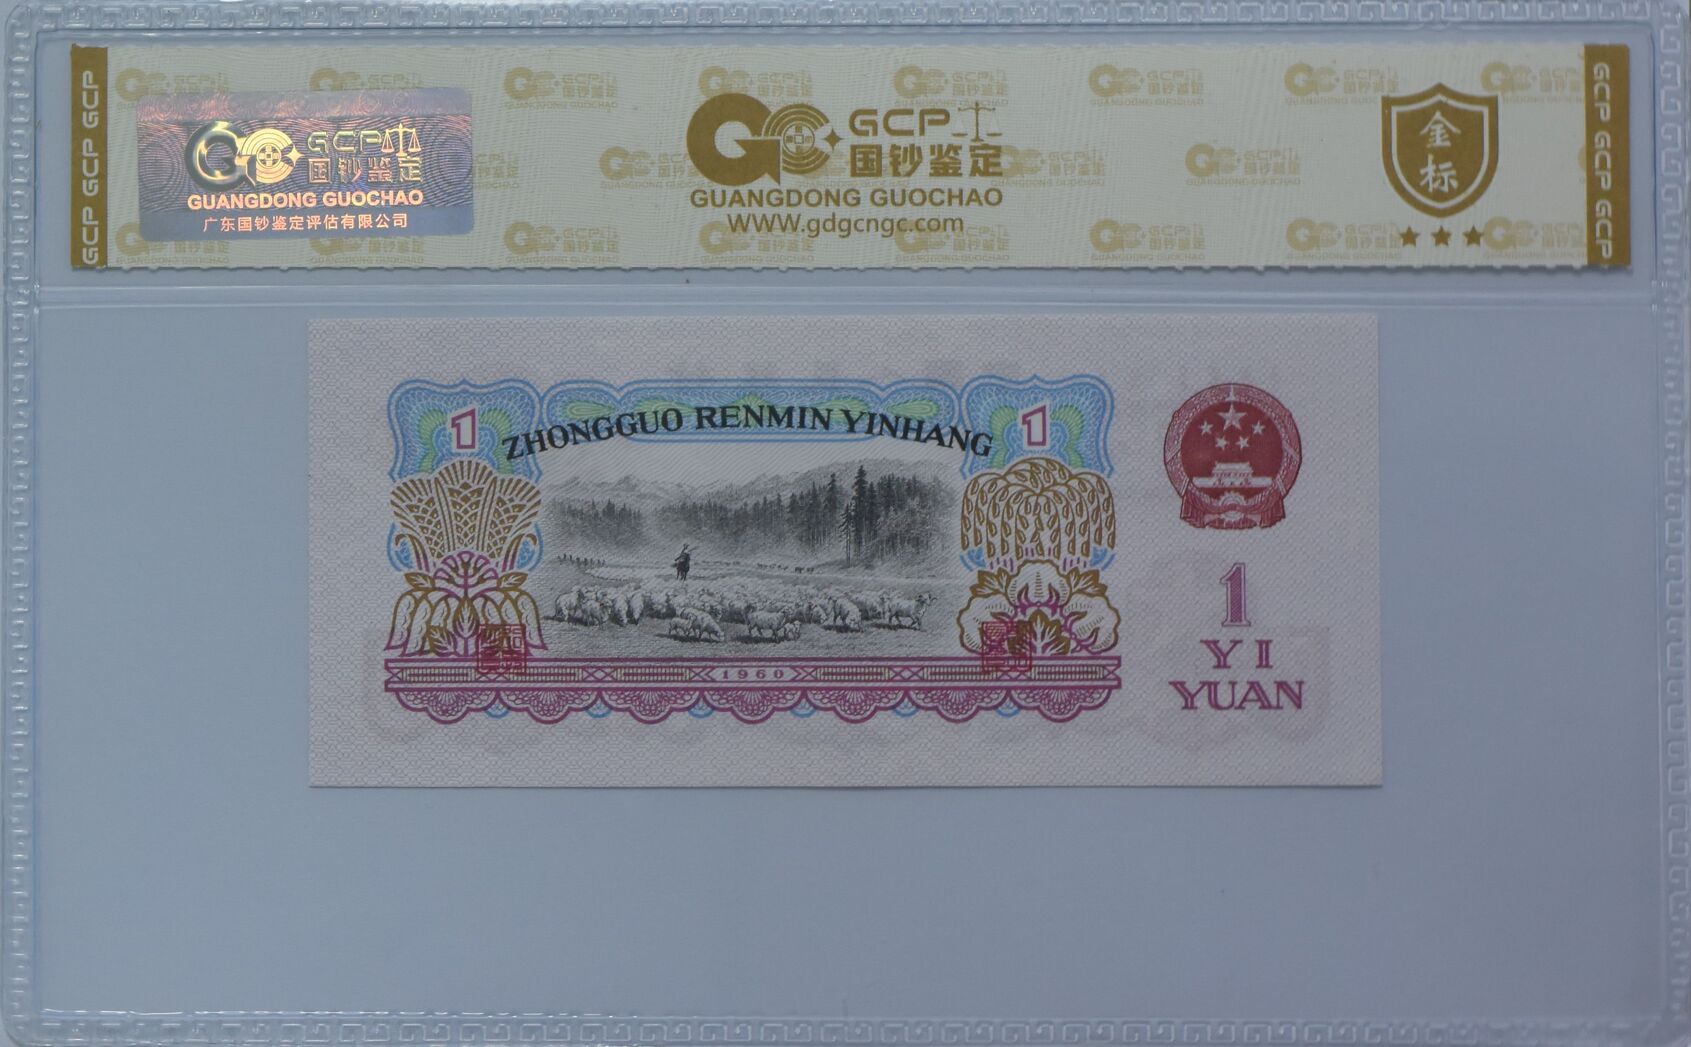 GCP GCP GCP
GCP
国钞鉴定
GUANGDONG GUOCHAO
广东国钞鉴定评估有限公司
GCP
国钞鉴定
GUANGDONG GUOCHAO
WWW.gdgcngc.com
金标
GCP GCP GCP
1
ZHONGGUO RENMIN YINHANG
1
1960
1
YI
YUAN